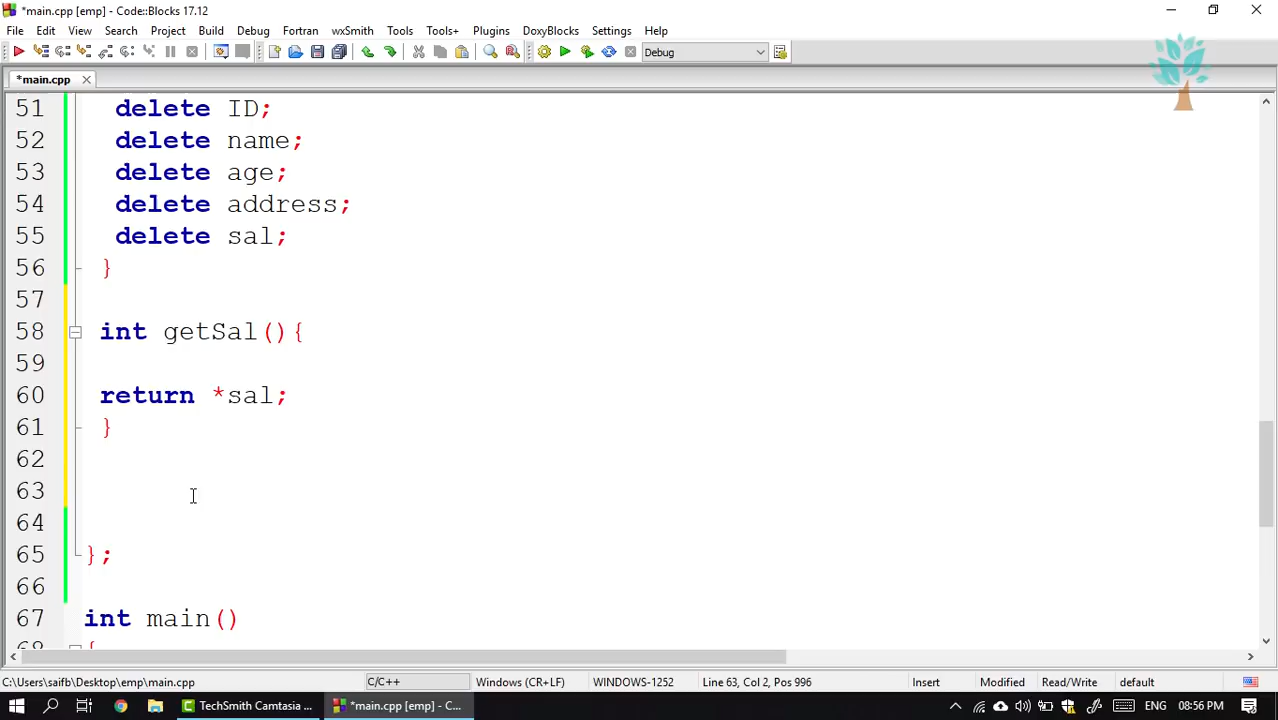 *main.cpp [emp] - Code::Blocks 17.12
File Edit View Search Project Build Debug Fortran wxSmith Tools Tools+ Plugins DoxyBlocks Settings Help
Debug
*main.cpp
51 delete ID;
52 delete name;
53 delete age;
54 delete address;
55 delete sal;
56 }
57
58 int getSal(){
59
60 return *sal;
61 }
62
63
64
65 };
66
67 int main()
68 {
C:\Users\saifb\Desktop\emp\main.cpp C/C++ Windows (CR+LF) WINDOWS-1252 Line 63, Col 2, Pos 996 Insert Modified Read/Write default
TechSmith Camtasia ... *main.cpp [emp] - C... ENG 08:56 PM